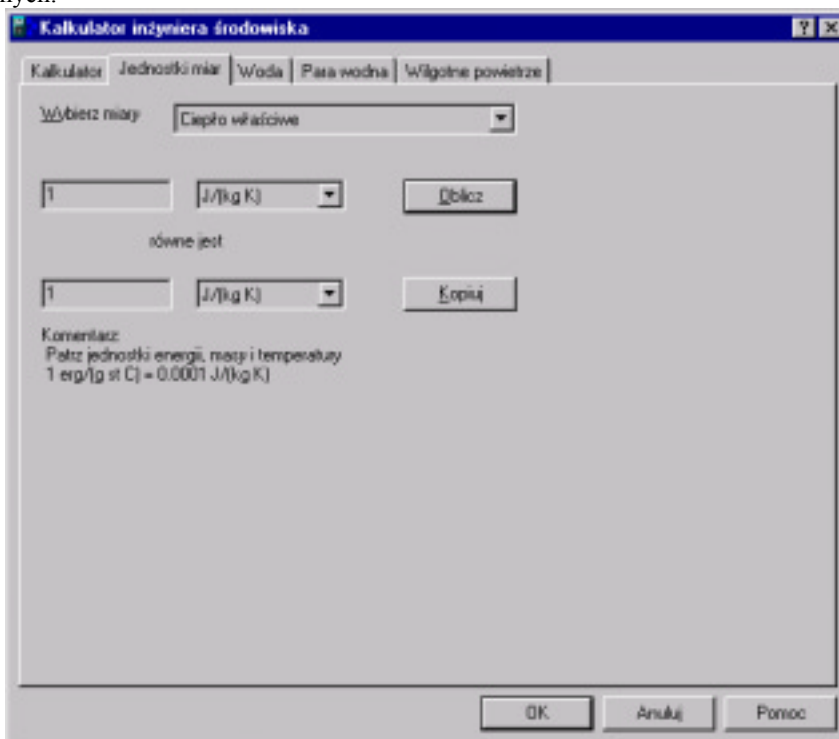 nych.
Kalkulator inżyniera środowiska
Kalkulator Jednostki miar Woda Para wodna Wilgotne powietrze
Wybierz miary Ciepło właściwe
1 J/(kg K) Oblicz
równe jest
1 J/(kg K) Kopiuj
Komentarz:
Patrz jednostki energii, masy i temperatury
1 erg/(g st C) = 0.0001 J/(kg K)
OK Anuluj Pomoc